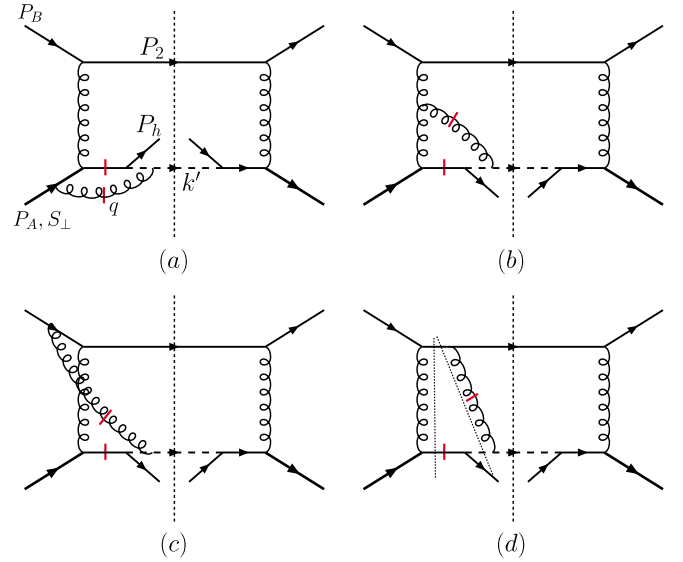 P_B
P_2
P_h
k'
q
P_A, S_⊥
(a)
(b)
(c)
(d)